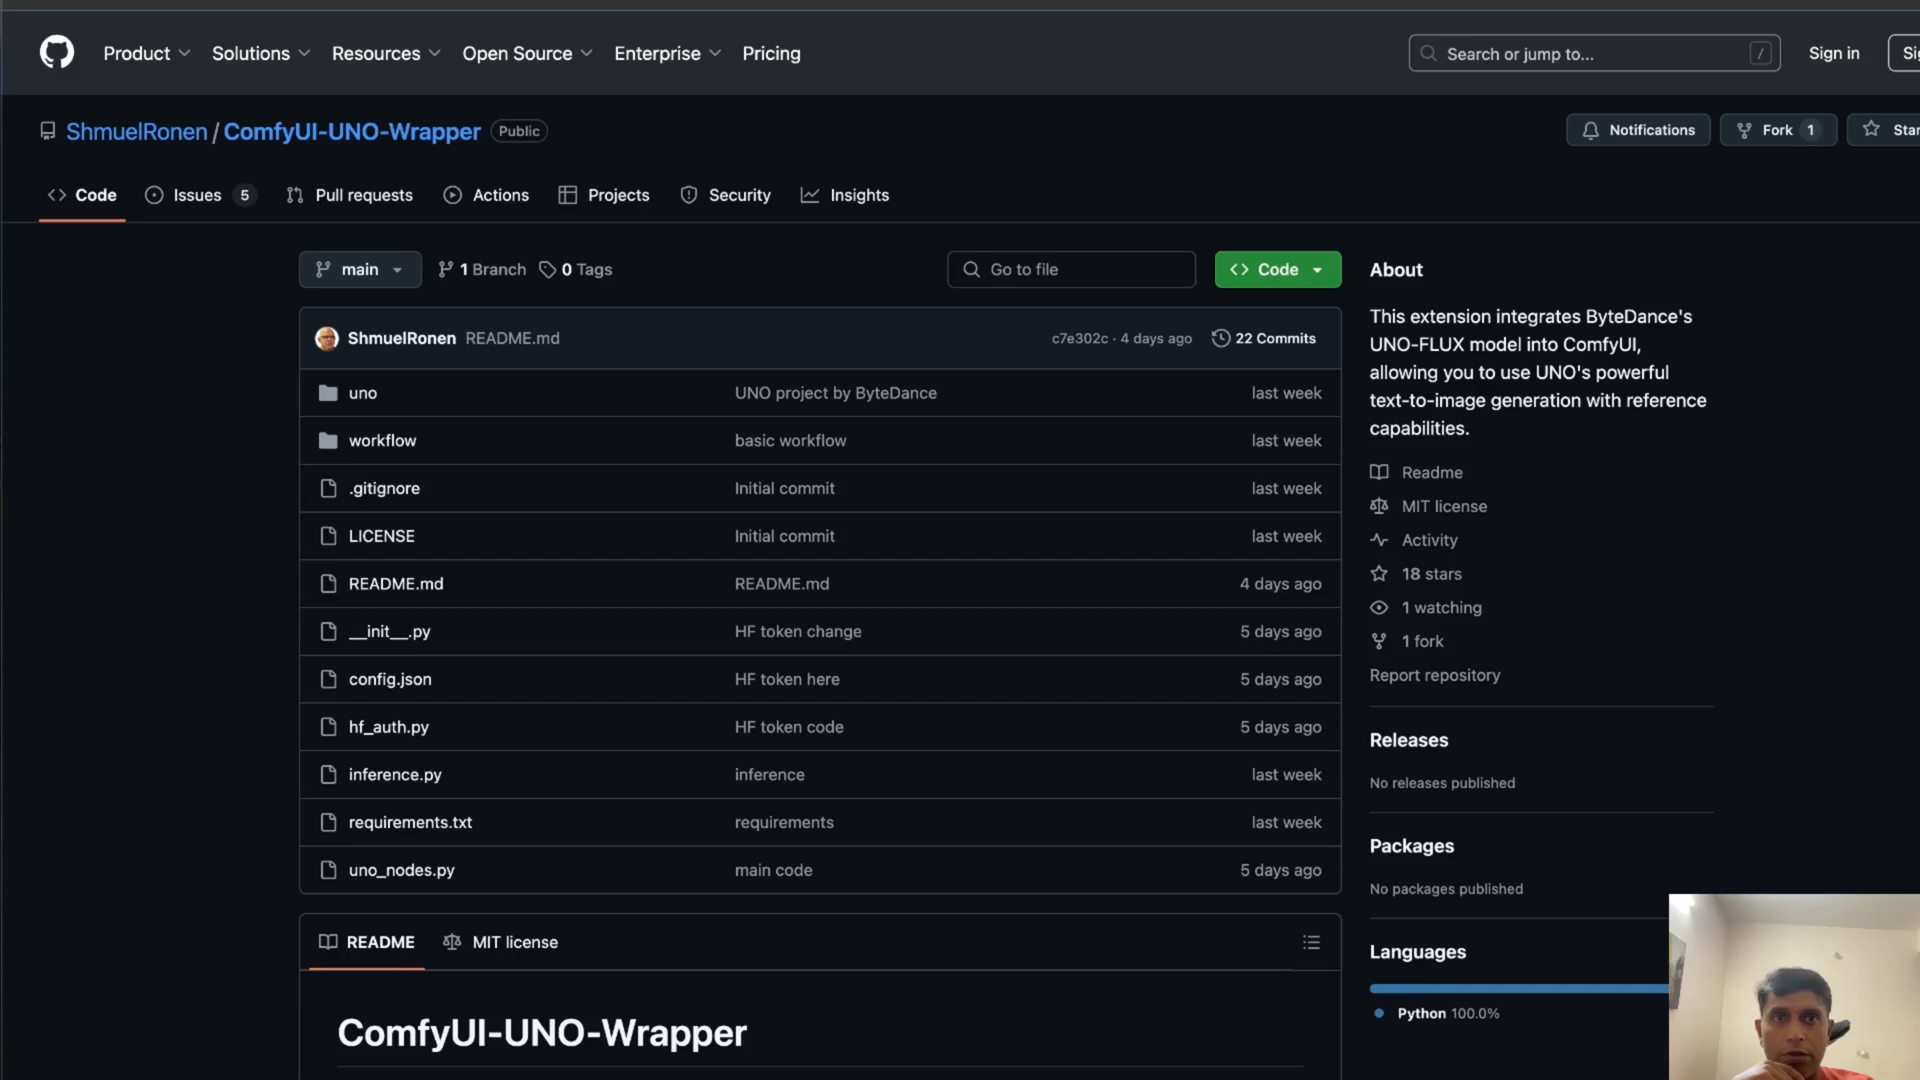 Product Solutions Resources Open Source Enterprise Pricing Search or jump to... / Sign in Si
ShmuelRonen / ComfyUI-UNO-Wrapper Public Notifications Fork 1 Star
Code Issues 5 Pull requests Actions Projects Security Insights
main 1 Branch 0 Tags Go to file Code
ShmuelRonen README.md c7e302c · 4 days ago 22 Commits
uno UNO project by ByteDance last week
workflow basic workflow last week
.gitignore Initial commit last week
LICENSE Initial commit last week
README.md README.md 4 days ago
__init__.py HF token change 5 days ago
config.json HF token here 5 days ago
hf_auth.py HF token code 5 days ago
inference.py inference last week
requirements.txt requirements last week
uno_nodes.py main code 5 days ago
README MIT license
ComfyUI-UNO-Wrapper
About
This extension integrates ByteDance's
UNO-FLUX model into ComfyUI,
allowing you to use UNO's powerful
text-to-image generation with reference
capabilities.
Readme
MIT license
Activity
18 stars
1 watching
1 fork
Report repository
Releases
No releases published
Packages
No packages published
Languages
Python 100.0%